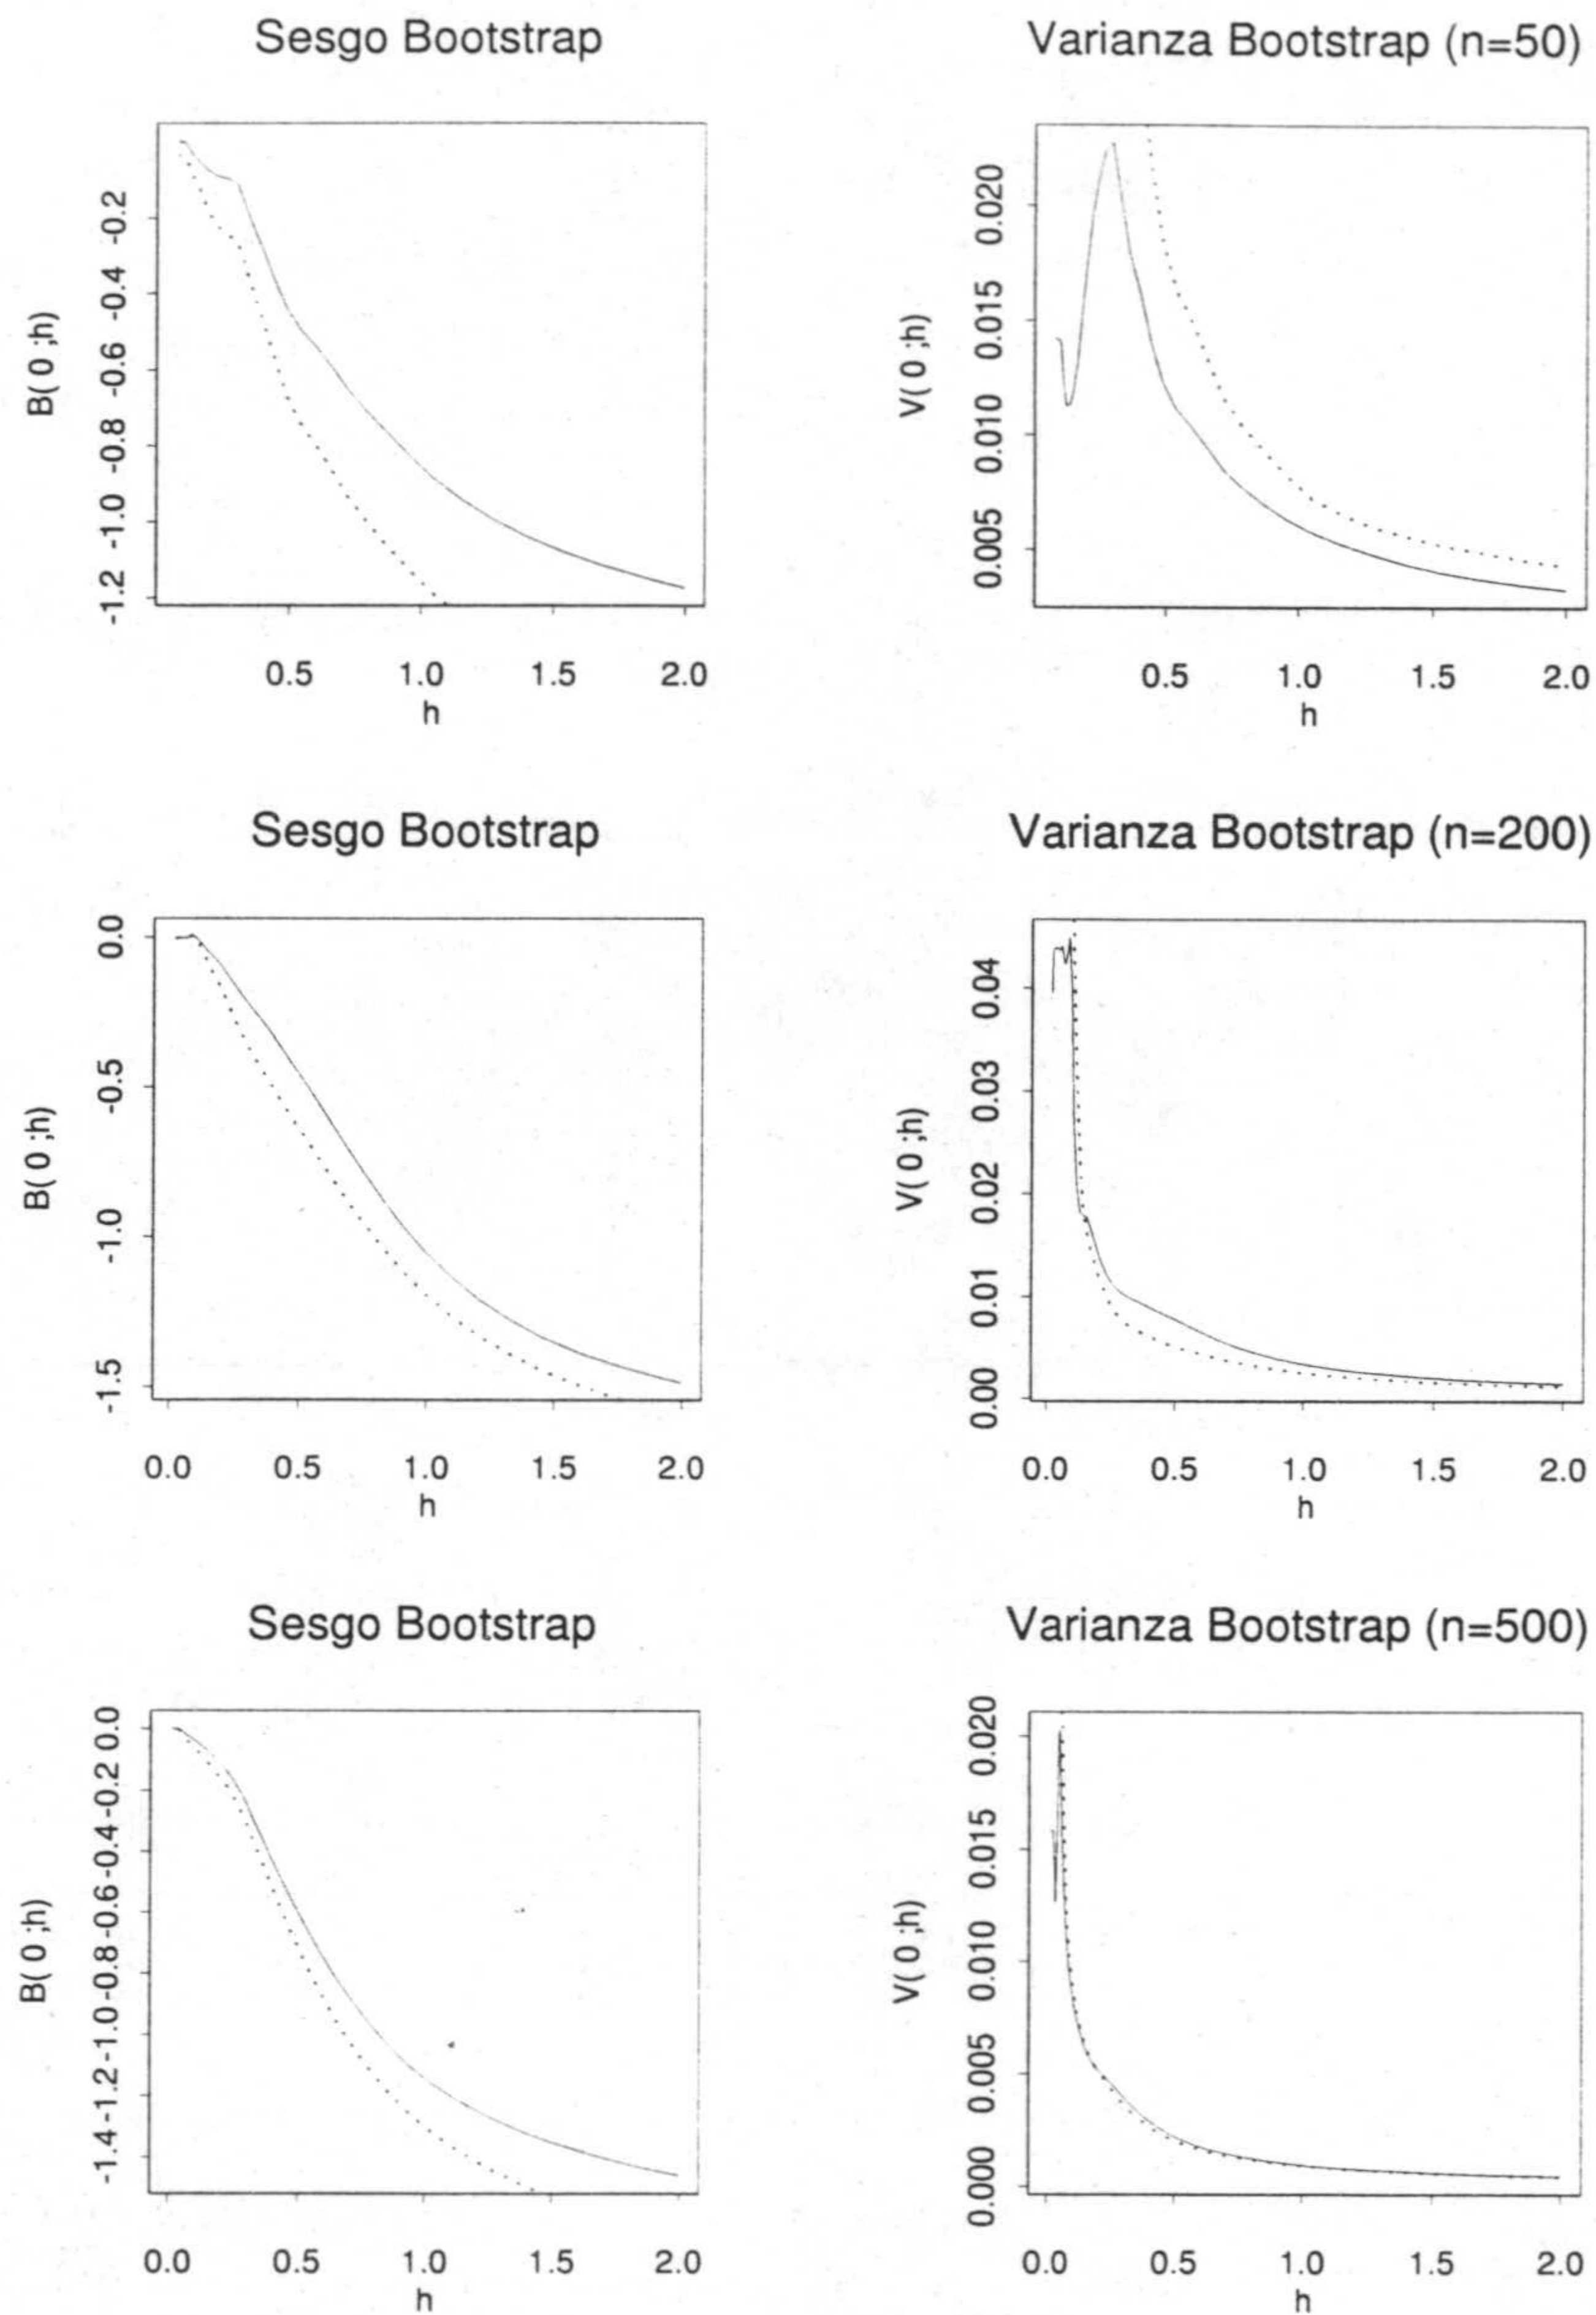 Sesgo Bootstrap
B( 0 ;h)
-0.2
-0.4
-0.6
-0.8
-1.0
-1.2
0.5 1.0 1.5 2.0
h
Varianza Bootstrap (n=50)
V( 0 ;h)
0.020
0.015
0.010
0.005
0.5 1.0 1.5 2.0
h
Sesgo Bootstrap
B( 0 ;h)
0.0
-0.5
-1.0
-1.5
0.0 0.5 1.0 1.5 2.0
h
Varianza Bootstrap (n=200)
V( 0 ;h)
0.04
0.03
0.02
0.01
0.00
0.0 0.5 1.0 1.5 2.0
h
Sesgo Bootstrap
B( 0 ;h)
0.0
-0.2
-0.4
-0.6
-0.8
-1.0
-1.2
-1.4
0.0 0.5 1.0 1.5 2.0
h
Varianza Bootstrap (n=500)
V( 0 ;h)
0.020
0.015
0.010
0.005
0.000
0.0 0.5 1.0 1.5 2.0
h